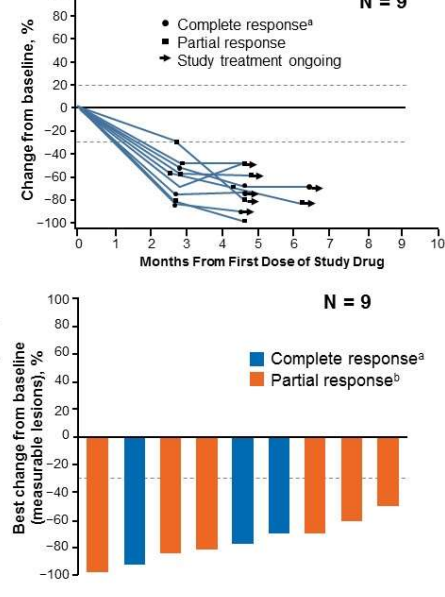 N = 9
Change from baseline, %
80
60
40
20
0
−20
−40
−60
−80
−100
Complete responseᵃ
Partial response
Study treatment ongoing
0 1 2 3 4 5 6 7 8 9 10
Months From First Dose of Study Drug
N = 9
Best change from baseline
(measurable lesions), %
100
80
60
40
20
0
−20
−40
−60
−80
−100
Complete responseᵃ
Partial responseᵇ